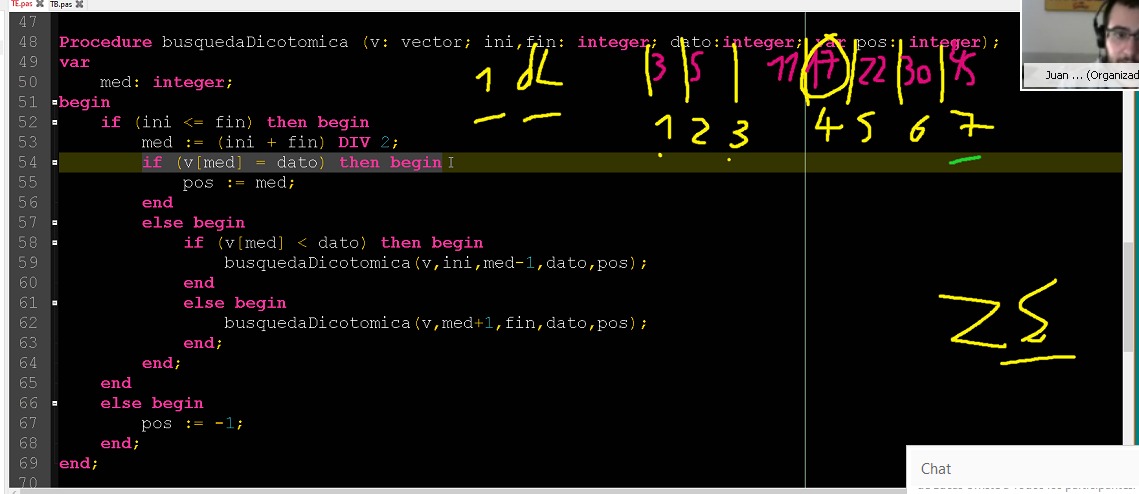 TE.pas TB.pas
47
48 Procedure busquedaDicotomica (v: vector; ini,fin: integer; dato:integer; var pos: integer);
49 var
50 med: integer;
51 begin
52 if (ini <= fin) then begin
53 med := (ini + fin) DIV 2;
54 if (v[med] = dato) then begin
55 pos := med;
56 end
57 else begin
58 if (v[med] < dato) then begin
59 busquedaDicotomica(v,ini,med-1,dato,pos);
60 end
61 else begin
62 busquedaDicotomica(v,med+1,fin,dato,pos);
63 end;
64 end;
65 end
66 else begin
67 pos := -1;
68 end;
69 end;
70
1 dL
3 5 11 17 22 30 45
1 2 3 4 5 6 7
Juan ... (Organizad
Chat